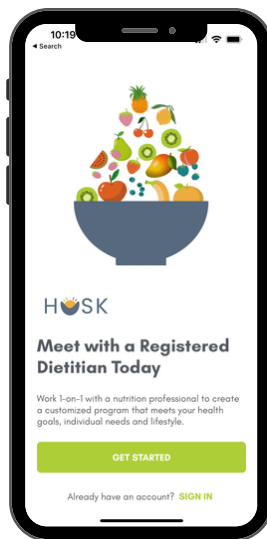 10:19
◀ Search
HUSK
Meet with a Registered
Dietitian Today
Work 1-on-1 with a nutrition professional to create
a customized program that meets your health
goals, individual needs and lifestyle.
GET STARTED
Already have an account? SIGN IN